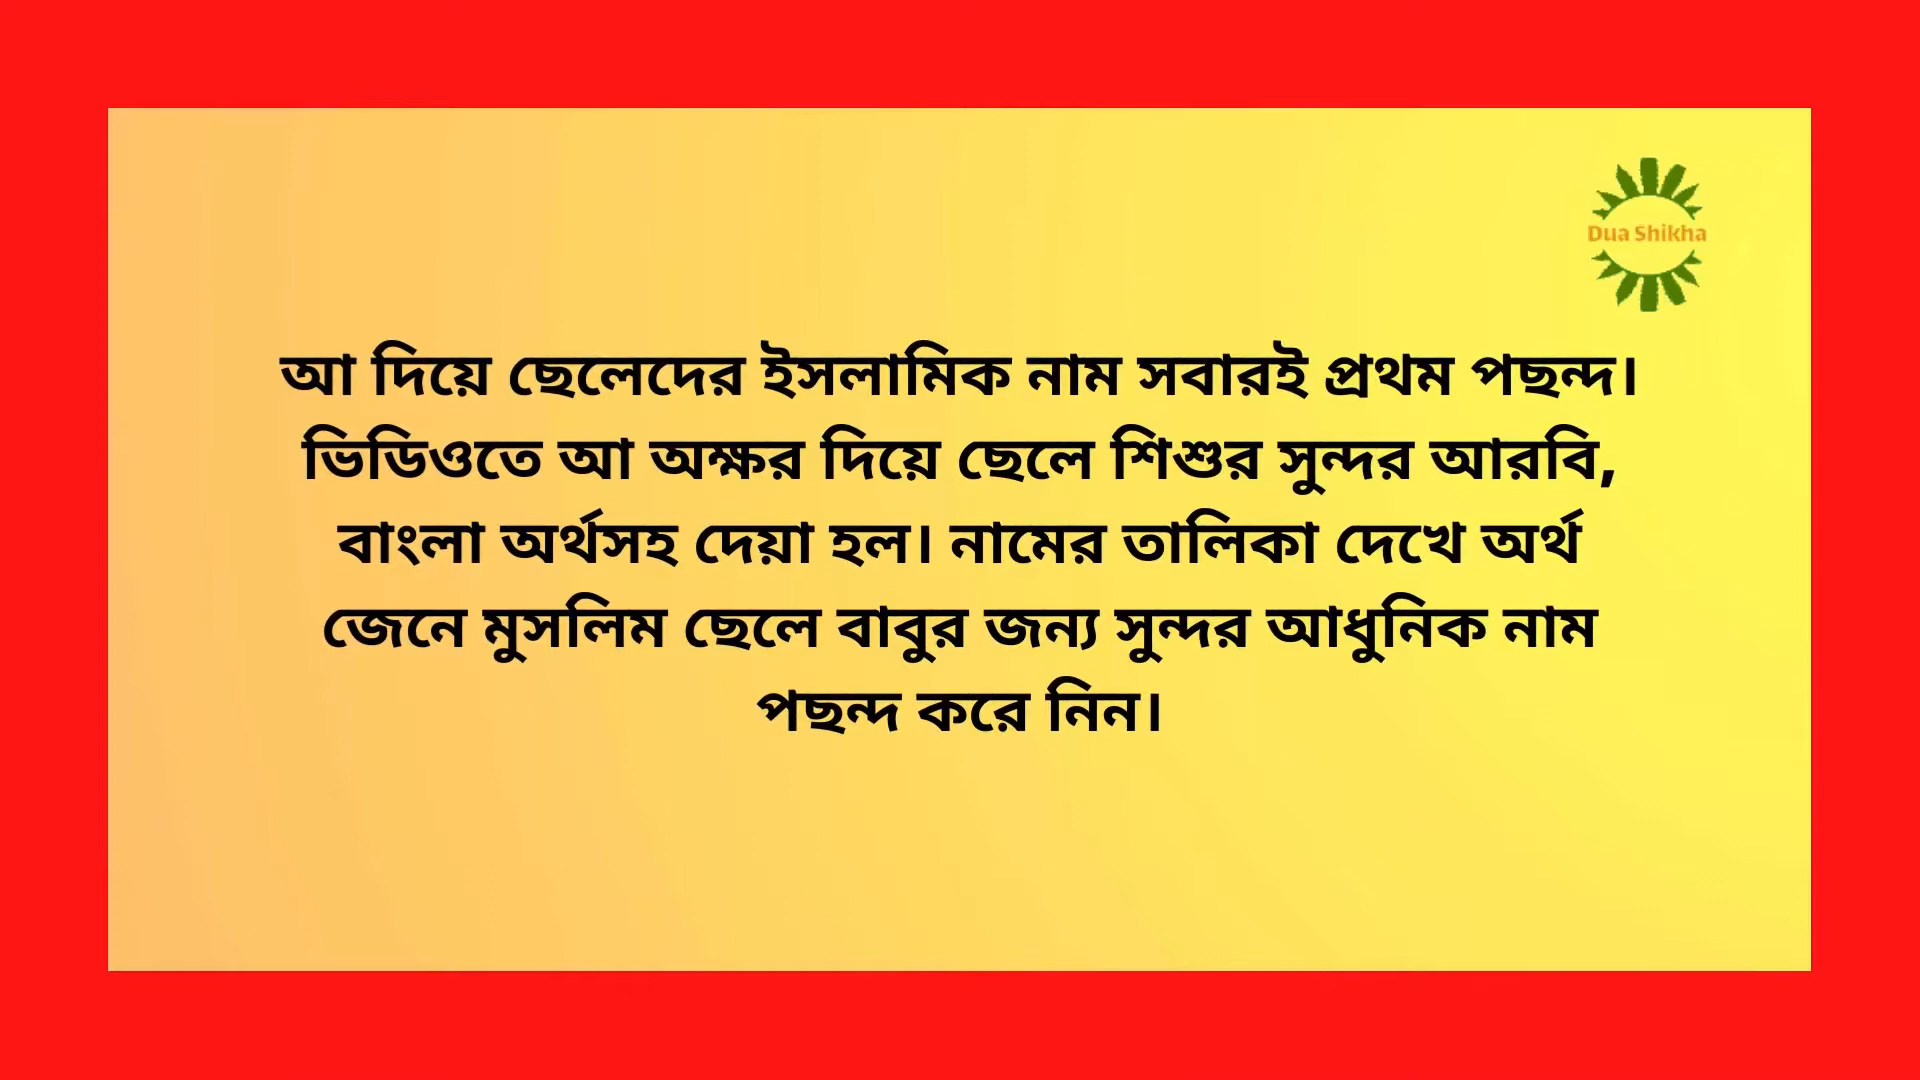 Dua Shikha
আ দিয়ে ছেলেদের ইসলামিক নাম সবারই প্রথম পছন্দ।
ভিডিওতে আ অক্ষর দিয়ে ছেলে শিশুর সুন্দর আরবি,
বাংলা অর্থসহ দেয়া হল। নামের তালিকা দেখে অর্থ
জেনে মুসলিম ছেলে বাবুর জন্য সুন্দর আধুনিক নাম
পছন্দ করে নিন।